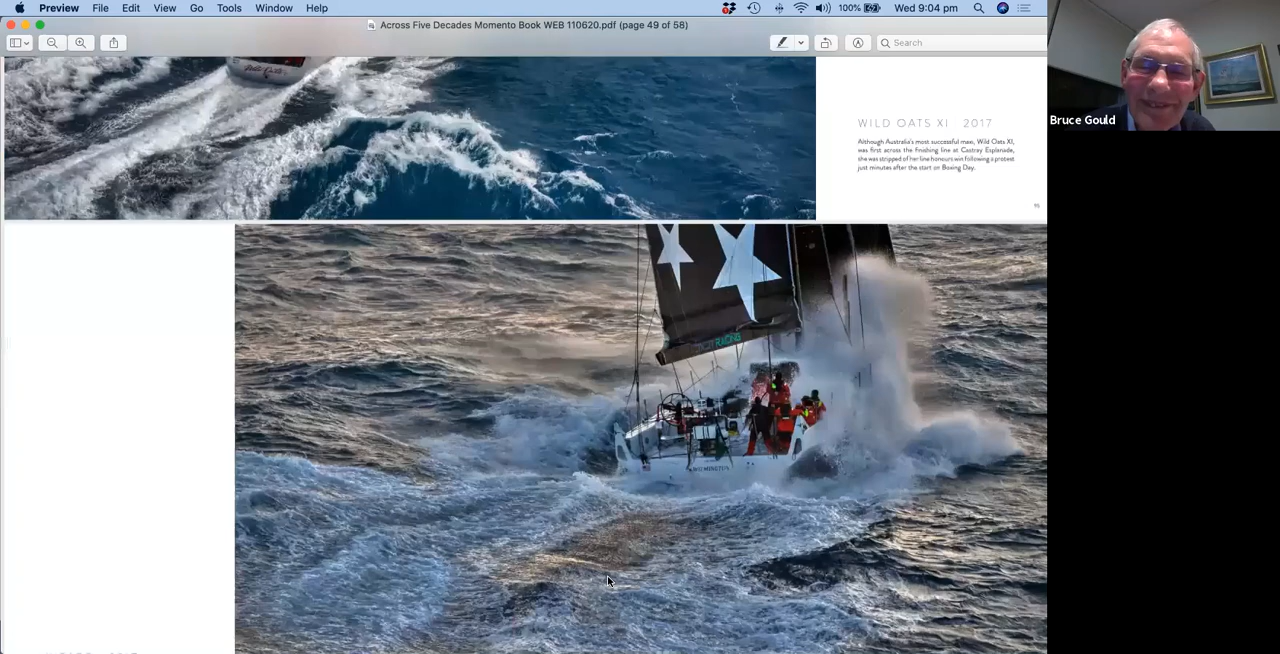 Preview File Edit View Go Tools Window Help
100% Wed 9:04 pm
Across Five Decades Momento Book WEB 110620.pdf (page 49 of 58)
Search
Bruce Gould
WILD OATS XI 2017
Although Australia's most successful maxi, Wild Oats XI,
was first across the finishing line at Castray Esplanade,
she was stripped of her line honours win following a protest
just minutes after the start on Boxing Day.
RACING
WILMINGTON